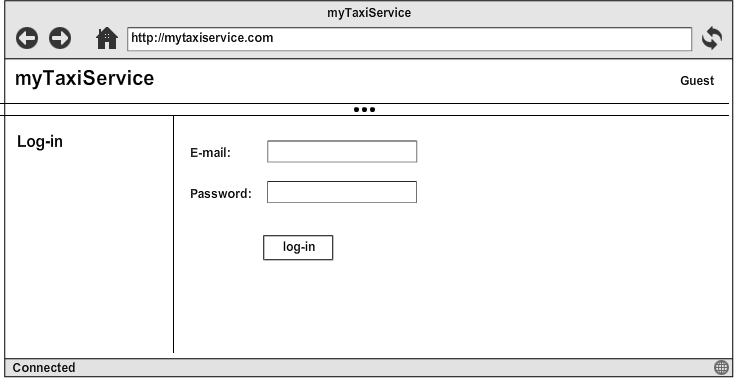 myTaxiService
http://mytaxiservice.com
myTaxiService
Guest
Log-in
E-mail:
Password:
log-in
Connected